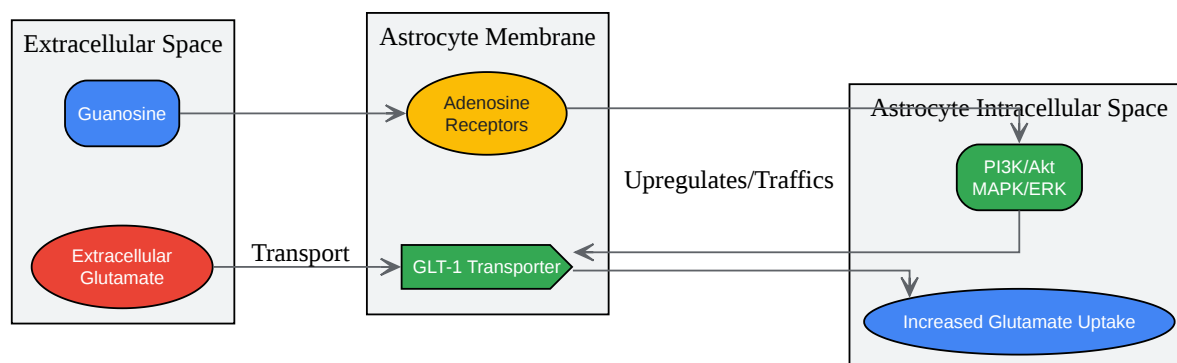 Extracellular Space
Guanosine
Extracellular
Glutamate
Transport
Astrocyte Membrane
Adenosine
Receptors
GLT-1 Transporter
Upregulates/Traffics
Astrocyte Intracellular Space
PI3K/Akt
MAPK/ERK
Increased Glutamate Uptake